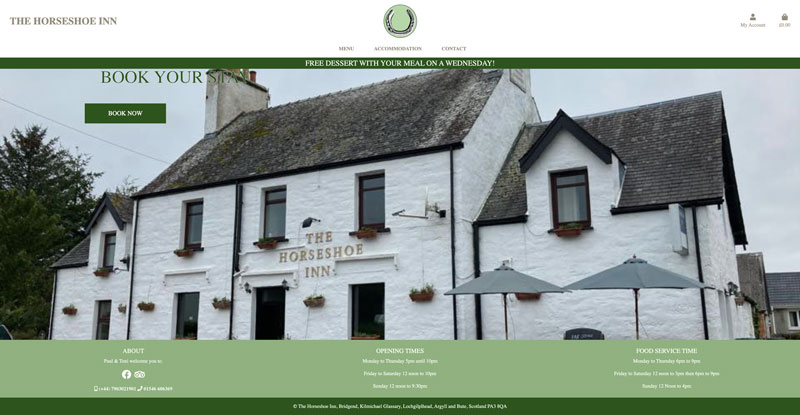 THE HORSESHOE INN
My Account
£0.00
MENU ACCOMMODATION CONTACT
FREE DESSERT WITH YOUR MEAL ON A WEDNESDAY!
BOOK YOUR STAY
BOOK NOW
THE
HORSESHOE
INN
ABOUT
Paul & Toni welcome you to.
(+44) 7903021901 01546 606369
OPENING TIMES
Monday to Thursday 5pm until 10pm
Friday to Saturday 12 noon to 10pm
Sunday 12 noon to 9:30pm
FOOD SERVICE TIME
Monday to Thursday 6pm to 9pm
Friday to Saturday 12 noon to 3pm then 6pm to 9pm
Sunday 12 Noon to 6pm
© The Horseshoe Inn, Bridgend, Kilmichael Glassary, Lochgilphead, Argyll and Bute, Scotland PA31 8QA